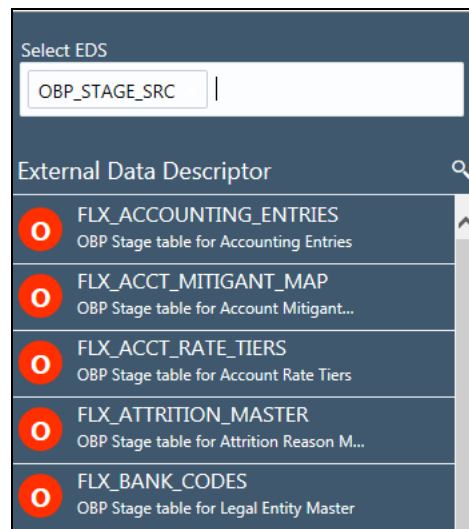 Select EDS
OBP_STAGE_SRC
External Data Descriptor
O
FLX_ACCOUNTING_ENTRIES
OBP Stage table for Accounting Entries
O
FLX_ACCT_MITIGANT_MAP
OBP Stage table for Account Mitigant...
O
FLX_ACCT_RATE_TIERS
OBP Stage table for Account Rate Tiers
O
FLX_ATTRITION_MASTER
OBP Stage table for Attrition Reason M...
O
FLX_BANK_CODES
OBP Stage table for Legal Entity Master